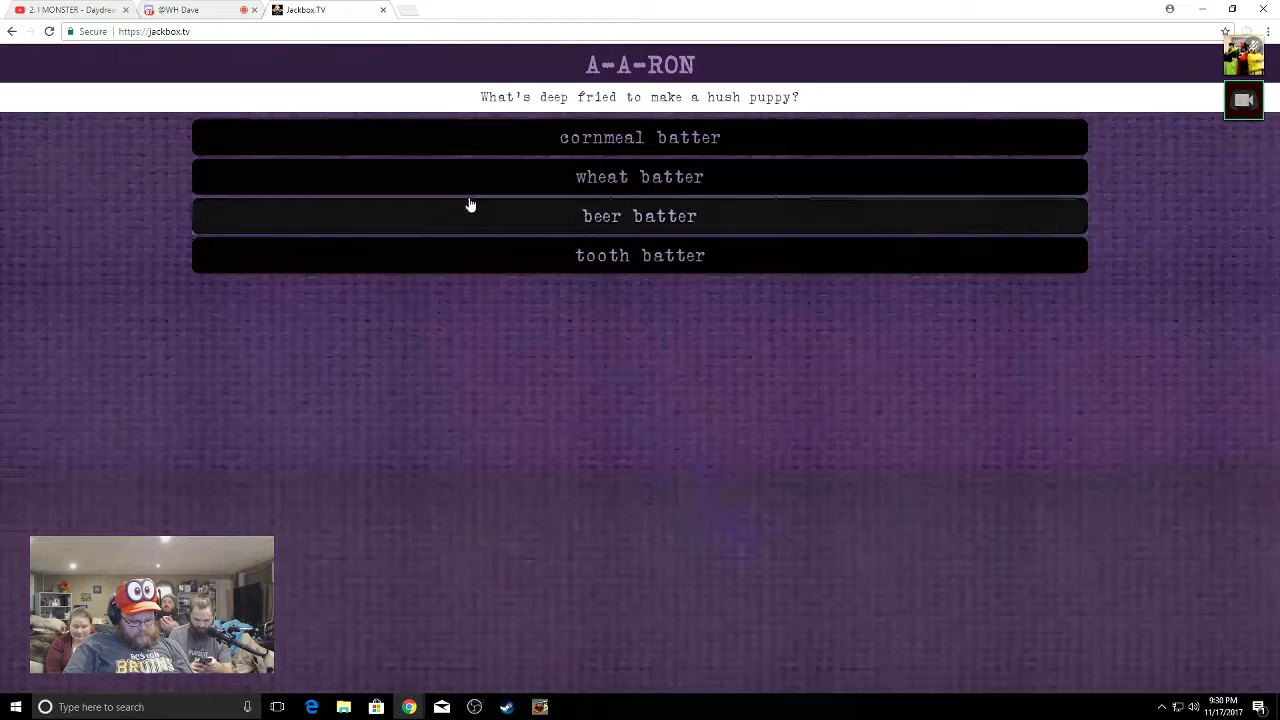 2. I MONSTER - Daydrea
@WH Dave
Jackbox.TV
Secure
https://jackbox.tv
A-A-RON
What's deep fried to make a hush puppy?
cornmeal batter
wheat batter
beer batter
tooth batter
BOSTON
BRUINS
PURSUIT
Type here to search
9:30 PM
11/17/2017